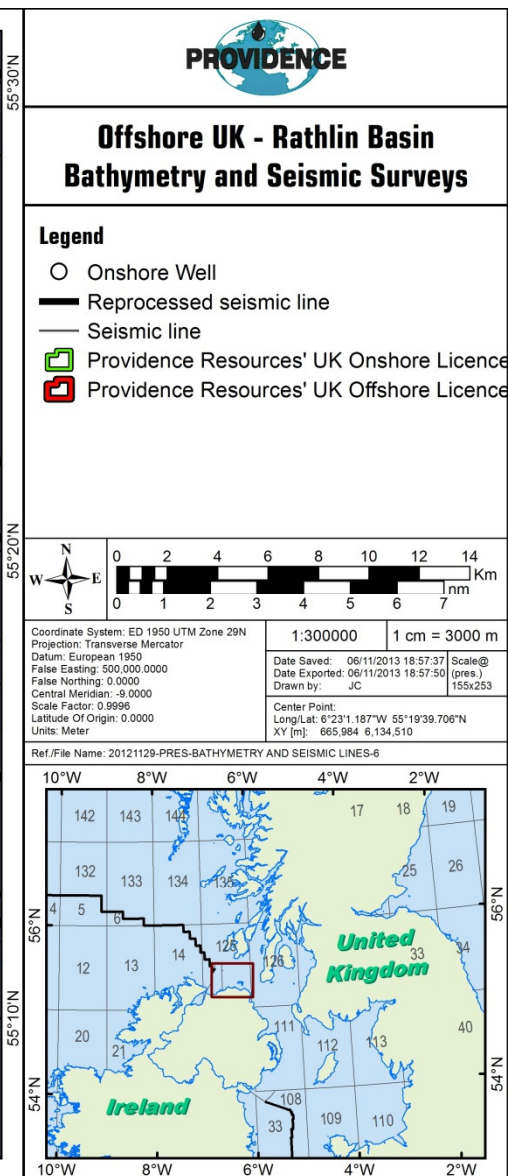 55°30'N
PROVIDENCE
Offshore UK - Rathlin Basin
Bathymetry and Seismic Surveys
Legend
Onshore Well
Reprocessed seismic line
Seismic line
Providence Resources' UK Onshore Licence
Providence Resources' UK Offshore Licence
55°20'N
N
W E
S
0 2 4 6 8 10 12 14
Km
nm
0 1 2 3 4 5 6 7
Coordinate System: ED 1950 UTM Zone 29N
Projection: Transverse Mercator
Datum: European 1950
False Easting: 500,000.0000
False Northing: 0.0000
Central Meridian: -9.0000
Scale Factor: 0.9996
Latitude Of Origin: 0.0000
Units: Meter
1:300000
1 cm = 3000 m
Date Saved: 06/11/2013 18:57:37
Date Exported: 06/11/2013 18:57:50
Drawn by: JC
Scale@
(pres.)
155x253
Center Point:
Long/Lat: 6°23'1.187"W 55°19'39.706"N
XY [m]: 665,984 6,134,510
Ref./File Name: 20121129-PRES-BATHYMETRY AND SEISMIC LINES-6
10°W 8°W 6°W 4°W 2°W
142 143 144 17 18 19
132 133 134 135 25 26
4 5 6
56°N
56°N
12 13 14 125 126
United
Kingdom
33 34
55°10'N
20 21 111 112 113 40
54°N
54°N
Ireland
108
33 109 110
10°W 8°W 6°W 4°W 2°W